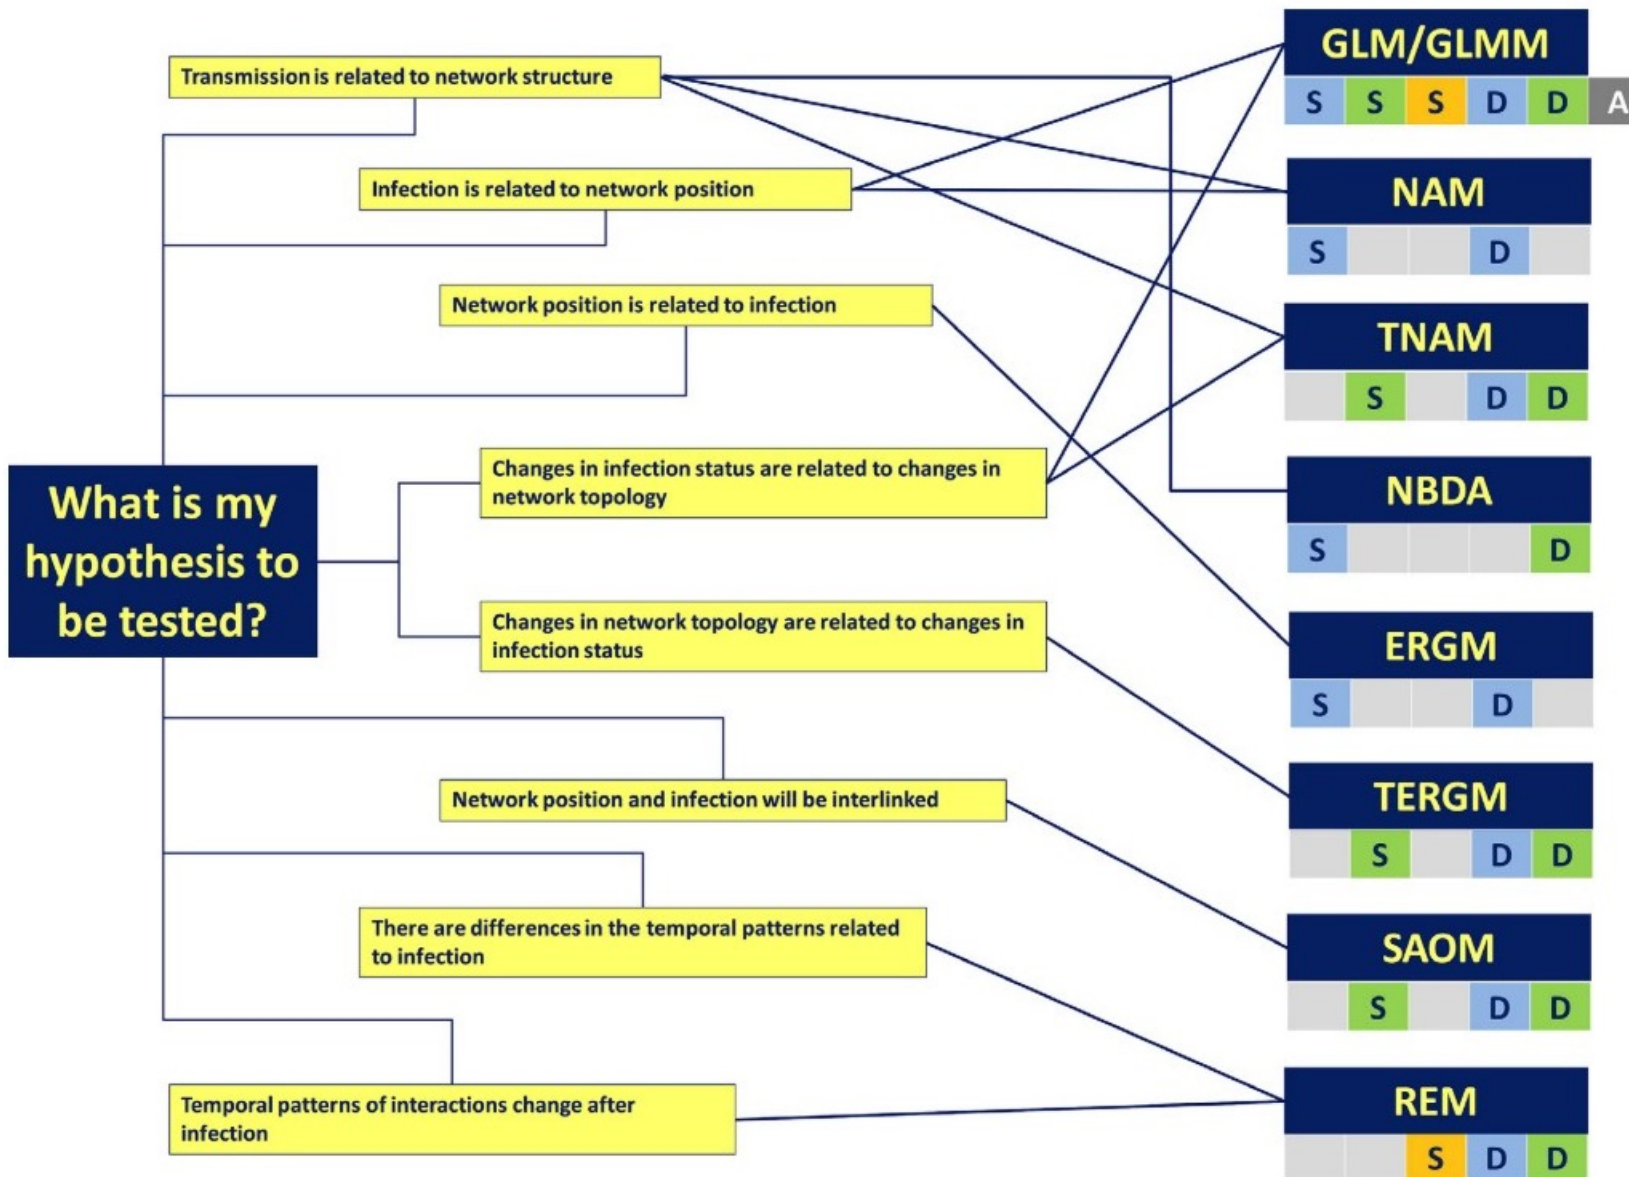 Transmission is related to network structure
Infection is related to network position
Network position is related to infection
Changes in infection status are related to changes in
network topology
What is my
hypothesis to
be tested?
Changes in network topology are related to changes in
infection status
Network position and infection will be interlinked
There are differences in the temporal patterns related
to infection
Temporal patterns of interactions change after
infection
GLM/GLMM
S S S D D A
NAM
S D
TNAM
S D D
NBDA
S D
ERGM
S D
TERGM
S D D
SAOM
S D D
REM
S D D